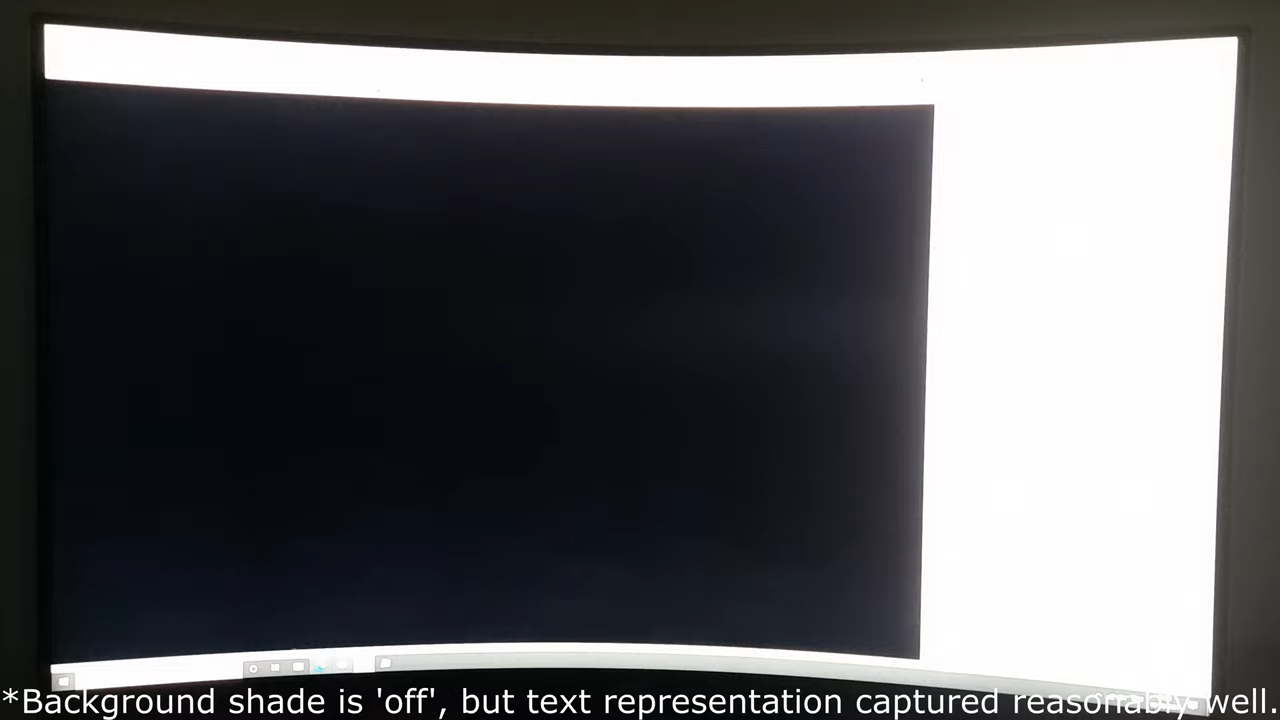 *Background shade is 'off', but text representation captured reasonably well.